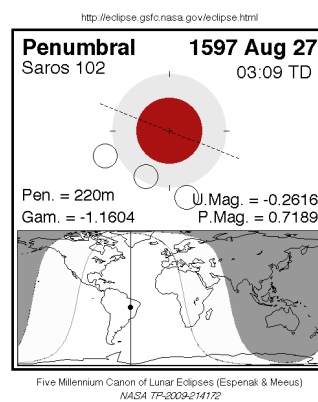 http://eclipse.gsfc.nasa.gov/eclipse.html
Penumbral 1597 Aug 27
Saros 102 03:09 TD
Pen. = 220m U.Mag. = -0.2616
Gam. = -1.1604 P.Mag. = 0.7189
Five Millennium Canon of Lunar Eclipses (Espenak & Meeus)
NASA TP-2009-214172